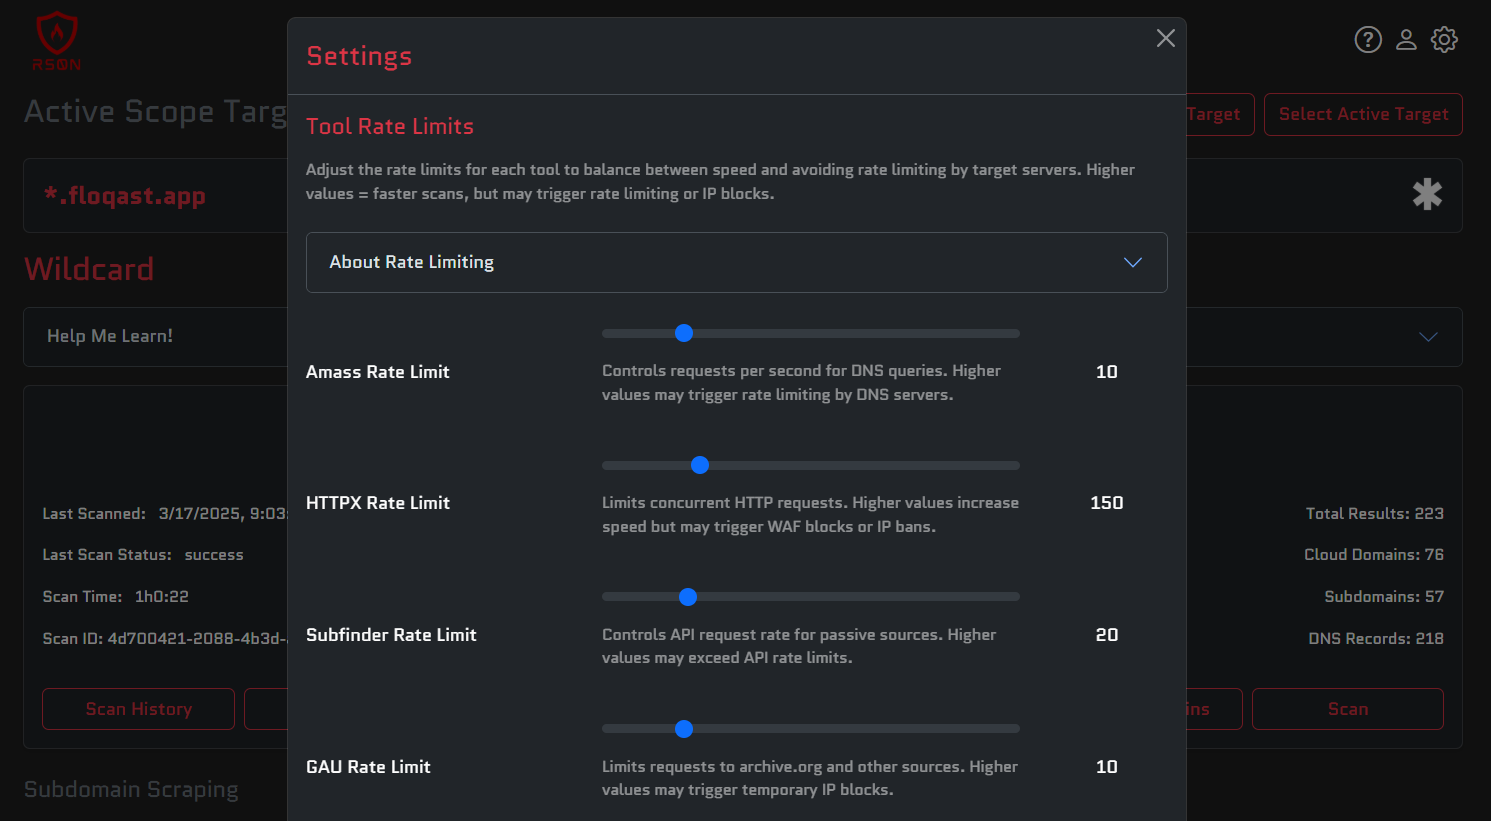 RS0N
Settings
Active Scope Targ
Target
Select Active Target
Tool Rate Limits
Adjust the rate limits for each tool to balance between speed and avoiding rate limiting by target servers. Higher
values = faster scans, but may trigger rate limiting or IP blocks.
*.floqast.app
About Rate Limiting
Wildcard
Help Me Learn!
Amass Rate Limit
Controls requests per second for DNS queries. Higher
values may trigger rate limiting by DNS servers.
10
HTTPX Rate Limit
Limits concurrent HTTP requests. Higher values increase
speed but may trigger WAF blocks or IP bans.
150
Last Scanned: 3/17/2025, 9:03:
Total Results: 223
Last Scan Status: success
Cloud Domains: 76
Scan Time: 1h0:22
Subdomains: 57
Subfinder Rate Limit
Controls API request rate for passive sources. Higher
values may exceed API rate limits.
20
Scan ID: 4d700421-2088-4b3d-
DNS Records: 218
Scan History
ins
Scan
GAU Rate Limit
Limits requests to archive.org and other sources. Higher
values may trigger temporary IP blocks.
10
Subdomain Scraping